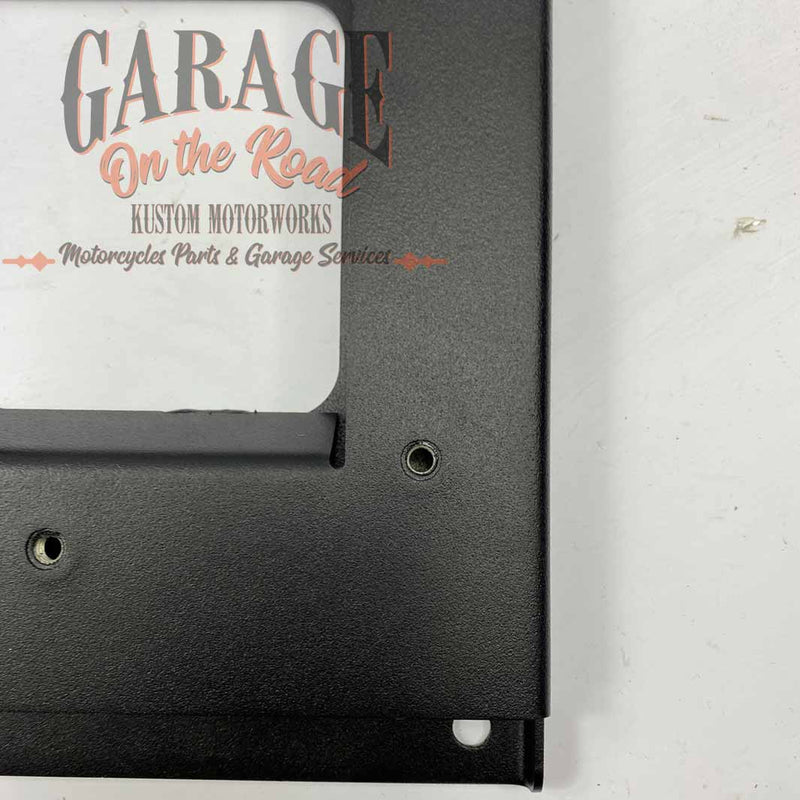 GARAGE
On the Road
KUSTOM MOTORWORKS
Motorcycles Parts & Garage Services